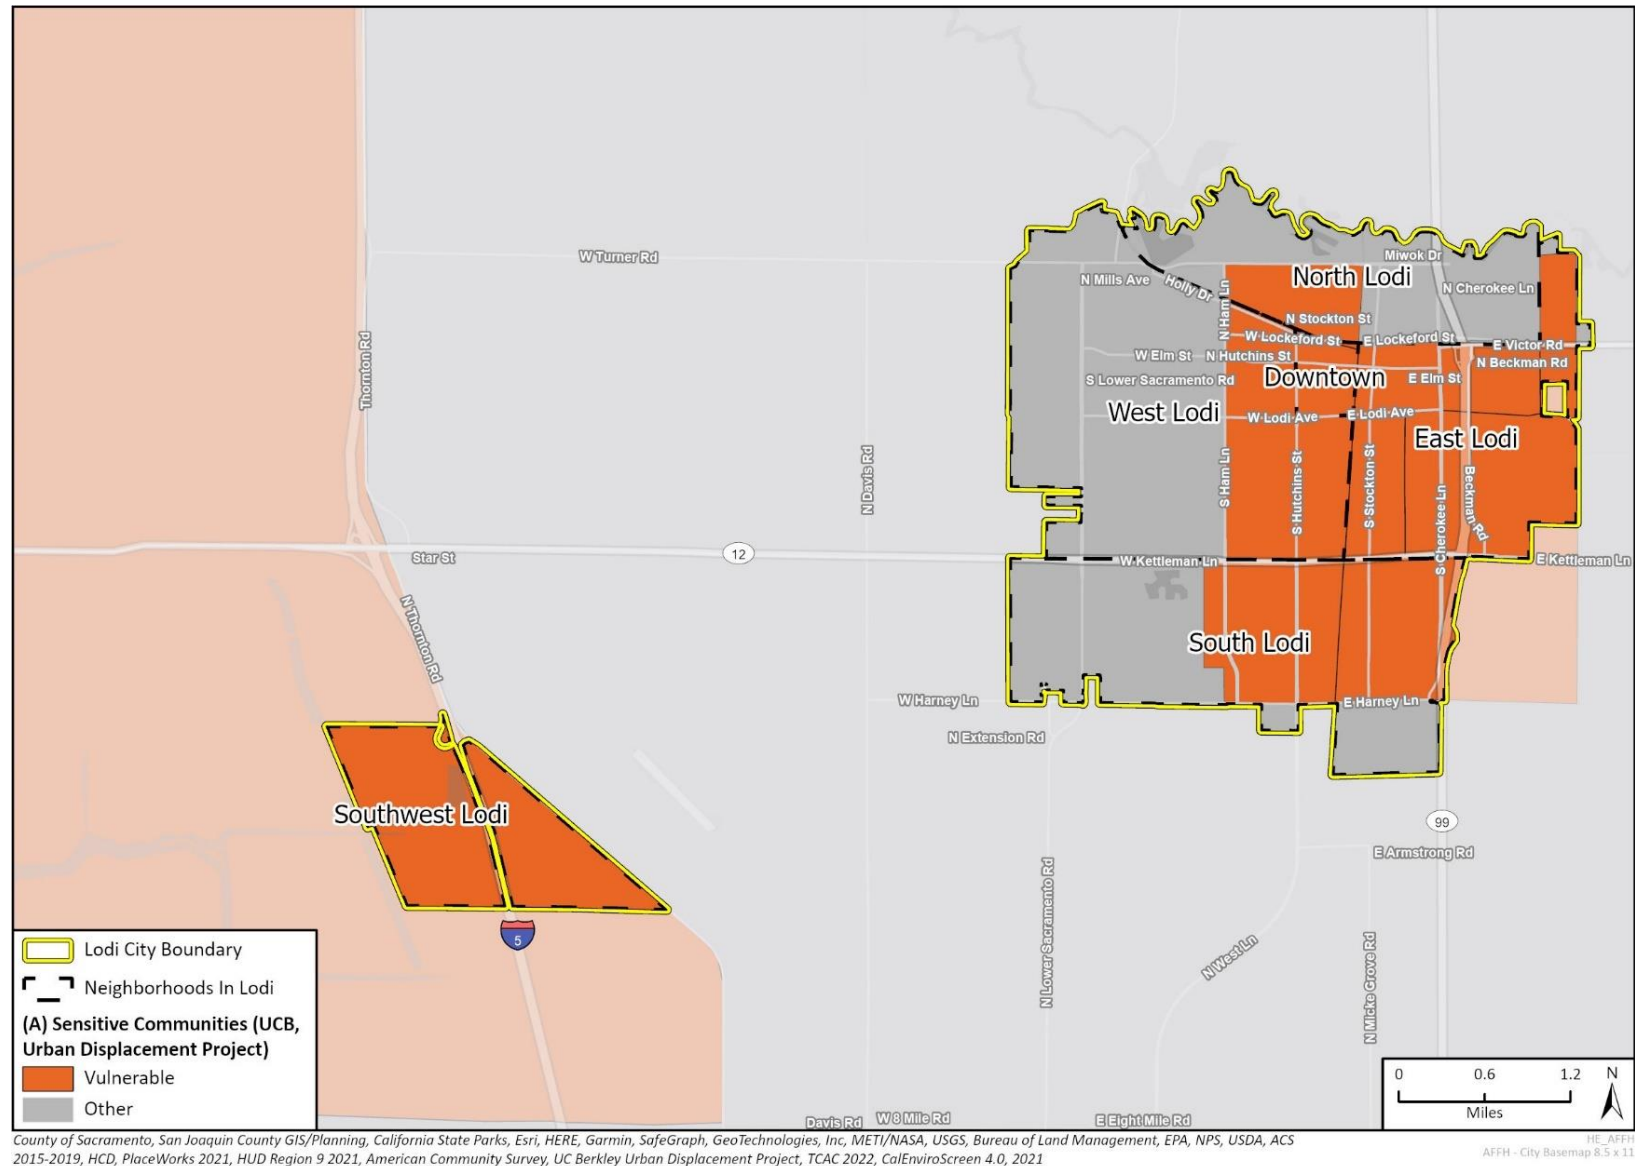 W Turner Rd
Miwok Dr
North Lodi
N Mills Ave
Holly Dr
N Ham Ln
N Cherokee Ln
N Stockton St
W Lockeford St
E Lockeford St
E Victor Rd
W Elm St
N Hutchins St
N Beckman Rd
S Lower Sacramento Rd
Downtown
E Elm St
West Lodi
W Lodi Ave
E Lodi Ave
East Lodi
Thornton Rd
N Davis Rd
S Ham Ln
S Hutchins St
S Stockton St
S Cherokee Ln
Beckman Rd
Star St
12
W Kettleman Ln
E Kettleman Ln
N Thornton Rd
South Lodi
W Harney Ln
E Harney Ln
N Extension Rd
Southwest Lodi
99
E Armstrong Rd
5
N Lower Sacramento Rd
N West Ln
N Micke Grove Rd
Davis Rd
W 8 Mile Rd
E Eight Mile Rd
Lodi City Boundary
Neighborhoods In Lodi
(A) Sensitive Communities (UCB,
Urban Displacement Project)
Vulnerable
Other
0 0.6 1.2
Miles
N
County of Sacramento, San Joaquin County GIS/Planning, California State Parks, Esri, HERE, Garmin, SafeGraph, GeoTechnologies, Inc, METI/NASA, USGS, Bureau of Land Management, EPA, NPS, USDA, ACS
2015-2019, HCD, PlaceWorks 2021, HUD Region 9 2021, American Community Survey, UC Berkley Urban Displacement Project, TCAC 2022, CalEnviroScreen 4.0, 2021
HE_AFFH
AFFH - City Basemap 8.5 x 11